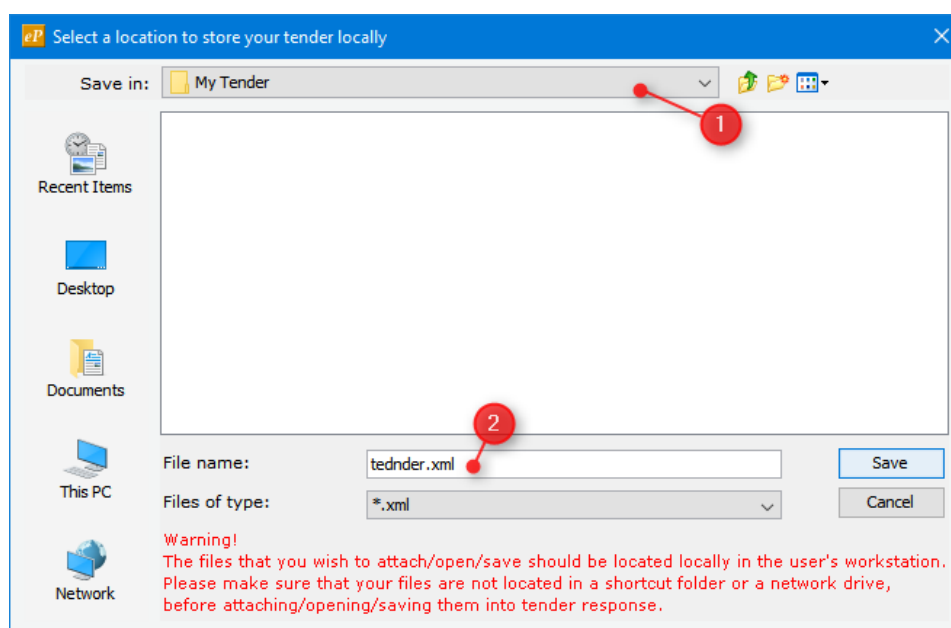 eP Select a location to store your tender locally
Save in: My Tender
1
Recent Items
Desktop
Documents
2
This PC
Network
File name: tednder.xml Save
Files of type: *.xml Cancel
Warning!
The files that you wish to attach/open/save should be located locally in the user's workstation.
Please make sure that your files are not located in a shortcut folder or a network drive,
before attaching/opening/saving them into tender response.